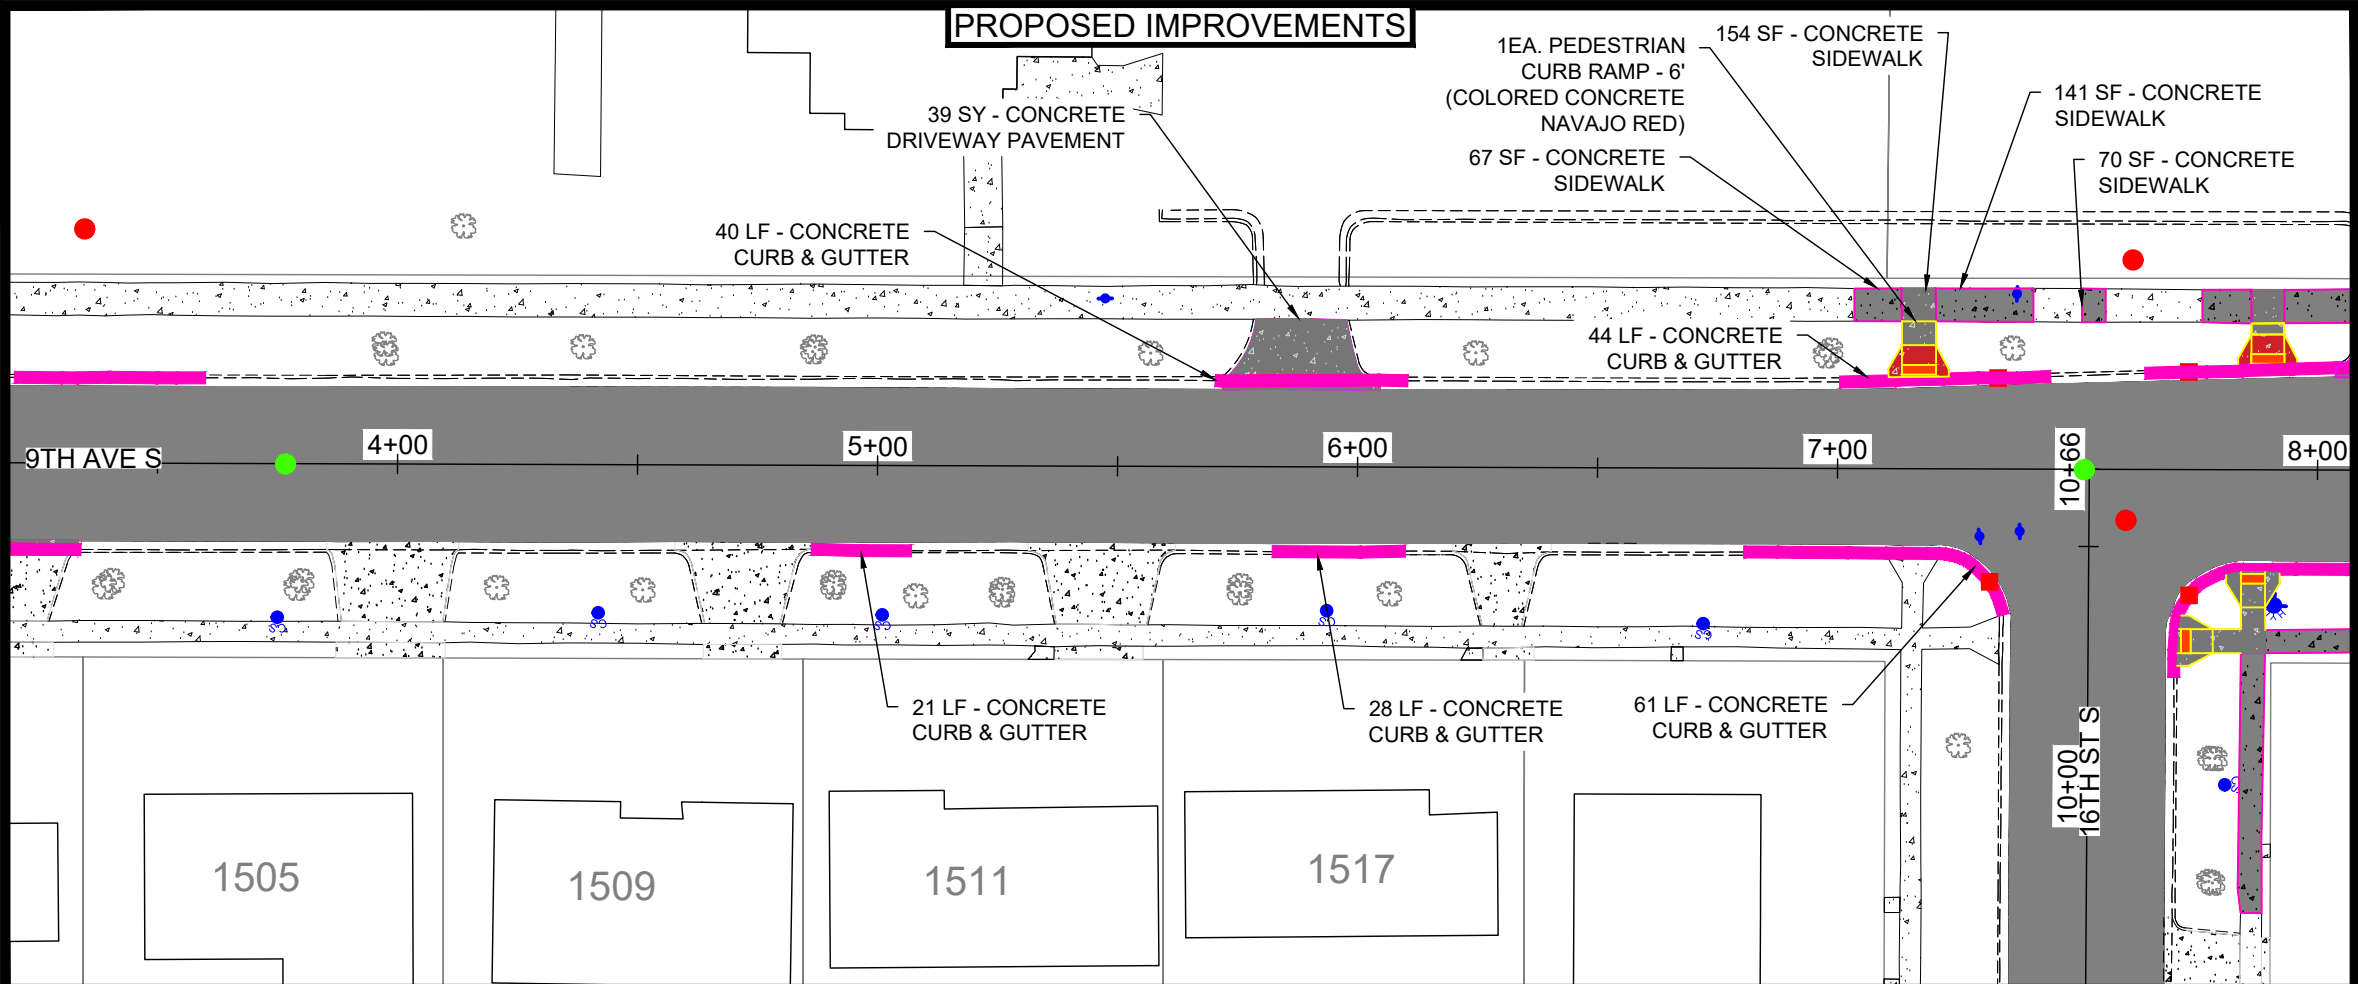 PROPOSED IMPROVEMENTS
1EA. PEDESTRIAN
CURB RAMP - 6'
(COLORED CONCRETE
NAVAJO RED)
154 SF - CONCRETE
SIDEWALK
141 SF - CONCRETE
SIDEWALK
39 SY - CONCRETE
DRIVEWAY PAVEMENT
67 SF - CONCRETE
SIDEWALK
70 SF - CONCRETE
SIDEWALK
40 LF - CONCRETE
CURB & GUTTER
44 LF - CONCRETE
CURB & GUTTER
9TH AVE S
4+00
5+00
6+00
7+00
8+00
10+66
21 LF - CONCRETE
CURB & GUTTER
28 LF - CONCRETE
CURB & GUTTER
61 LF - CONCRETE
CURB & GUTTER
10+00
16TH ST S
1505
1509
1511
1517